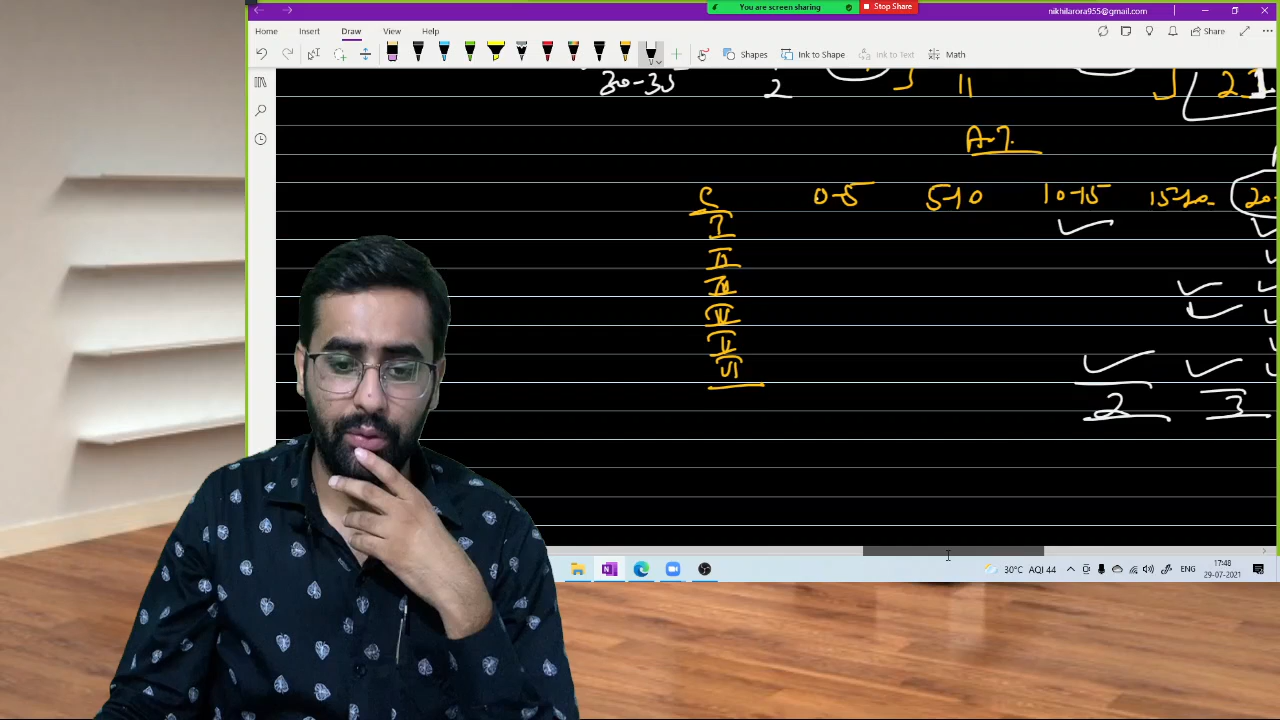 You are screen sharing Stop Share
nikhilarora955@gmail.com
Home Insert Draw View Help Share
Shapes Ink to Shape Ink to Text Math
30-35 2 11 2
A.T.
C 0-5 5-10 10-15 15-20 20-
I
II
III
IV
V
VI
2 3
30°C AQI 44 ENG 17:48
29-07-2021